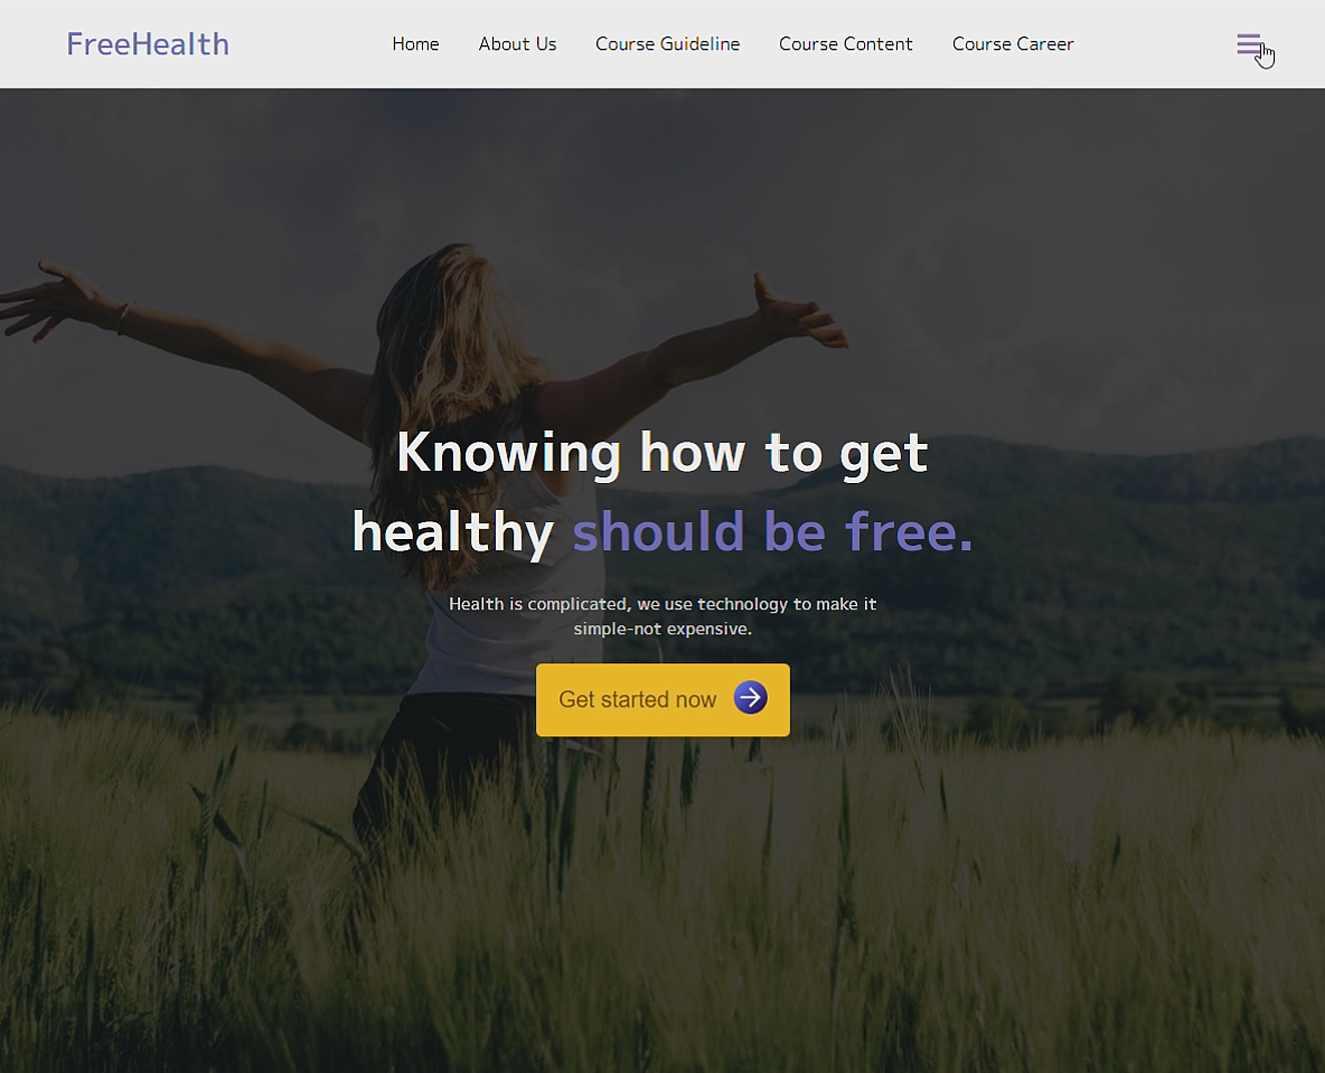 FreeHealth
Home About Us Course Guideline Course Content Course Career
Knowing how to get
healthy should be free.
Health is complicated, we use technology to make it
simple-not expensive.
Get started now